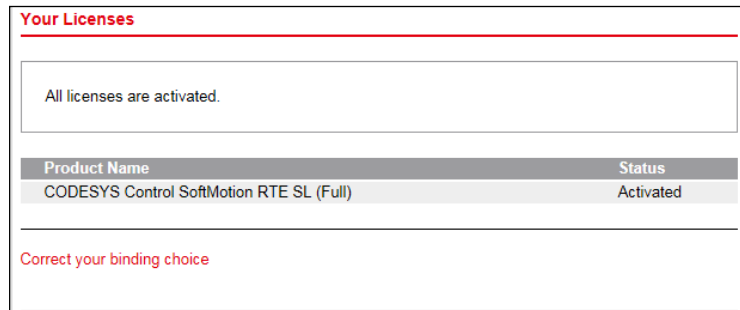 Your Licenses
All licenses are activated.
Product Name Status
CODESYS Control SoftMotion RTE SL (Full) Activated
Correct your binding choice